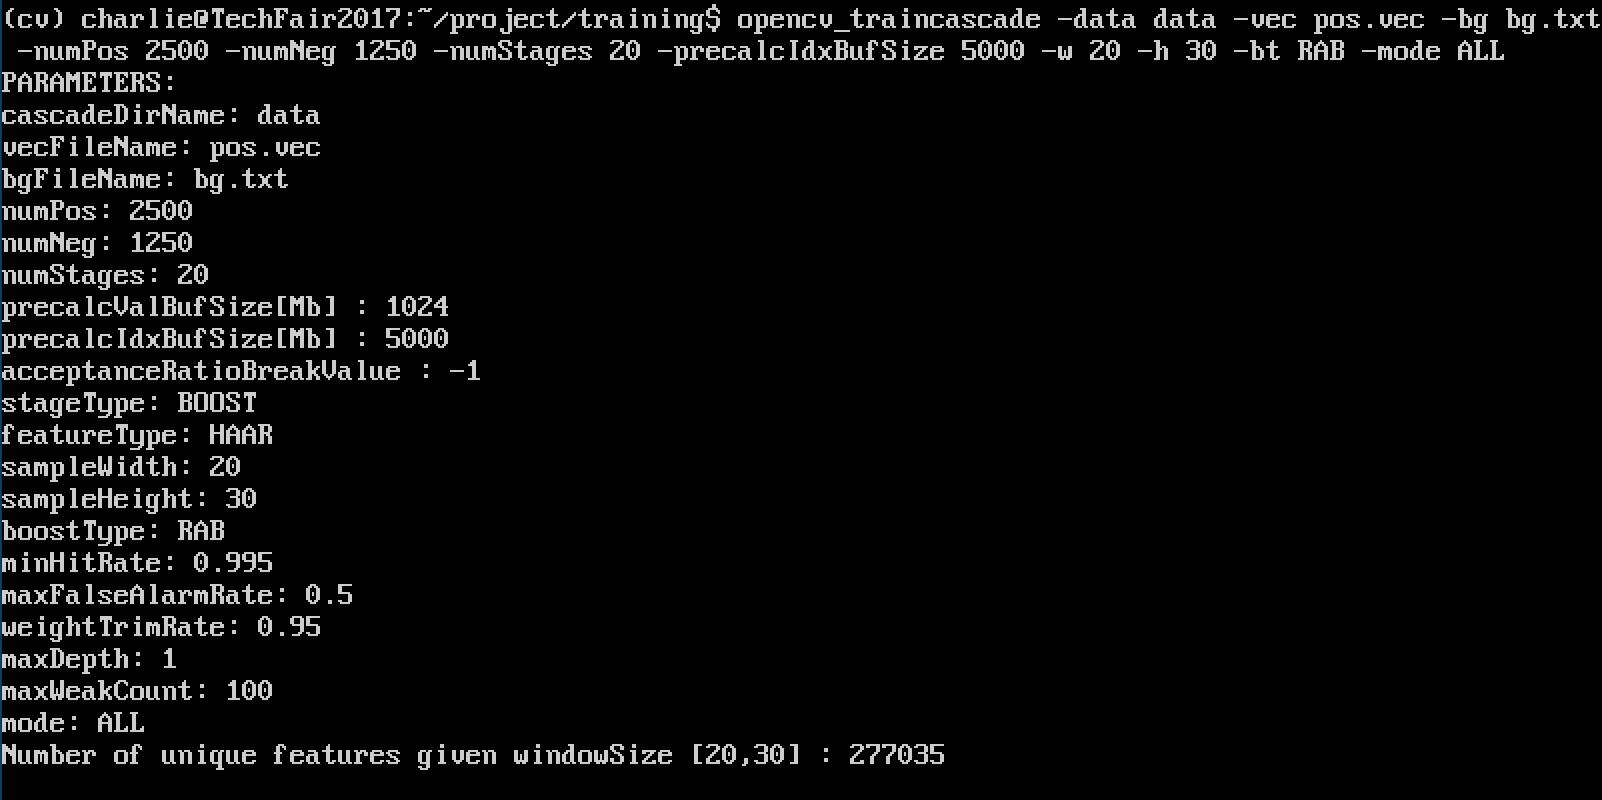 (cv) charlie@TechFair2017:~/project/training$ opencv_traincascade -data data -vec pos.vec -bg bg.txt
-numPos 2500 -numNeg 1250 -numStages 20 -precalcIdxBufSize 5000 -w 20 -h 30 -bt RAB -mode ALL
PARAMETERS:
cascadeDirName: data
vecFileName: pos.vec
bgFileName: bg.txt
numPos: 2500
numNeg: 1250
numStages: 20
precalcValBufSize[Mb] : 1024
precalcIdxBufSize[Mb] : 5000
acceptanceRatioBreakValue : -1
stageType: BOOST
featureType: HAAR
sampleWidth: 20
sampleHeight: 30
boostType: RAB
minHitRate: 0.995
maxFalseAlarmRate: 0.5
weightTrimRate: 0.95
maxDepth: 1
maxWeakCount: 100
mode: ALL
Number of unique features given windowSize [20,30] : 277035